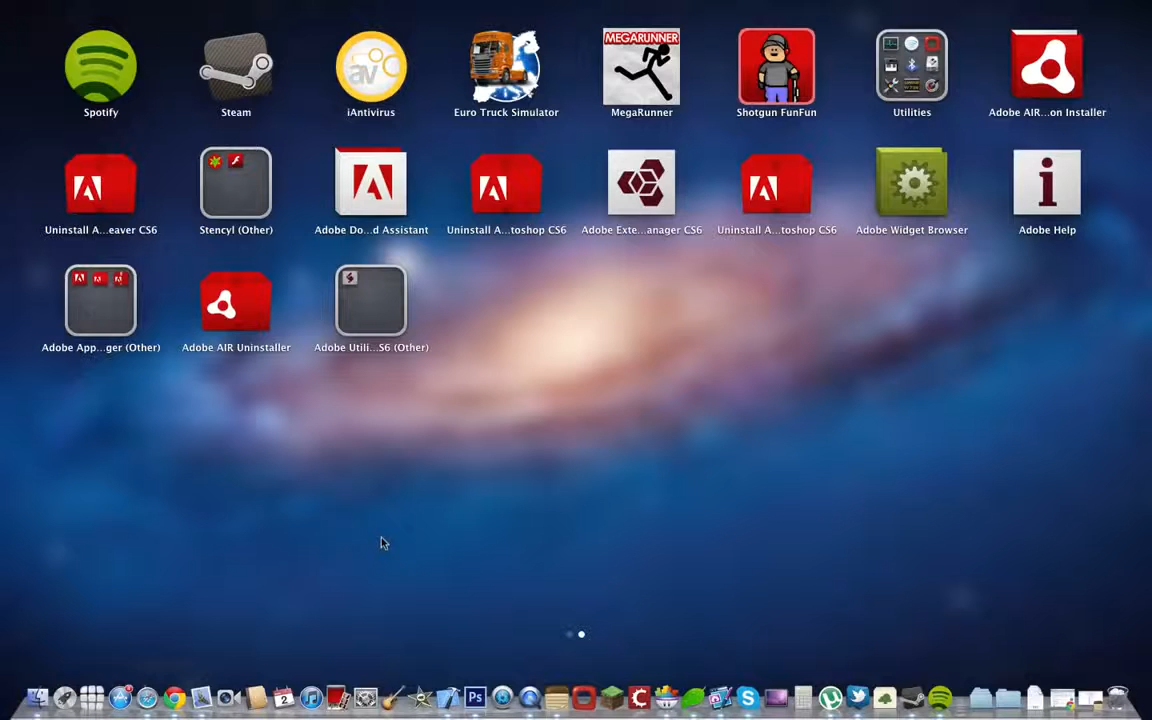 MEGARUNNER
Spotify
Steam
iAntivirus
Euro Truck Simulator
MegaRunner
Shotgun FunFun
Utilities
Adobe AIR...on Installer
Uninstall A...eaver CS6
Stencyl (Other)
Adobe Do...d Assistant
Uninstall A...toshop CS6
Adobe Exte...anager CS6
Uninstall A...toshop CS6
Adobe Widget Browser
Adobe Help
Adobe App...ger (Other)
Adobe AIR Uninstaller
Adobe Utili...S6 (Other)
2
Ps